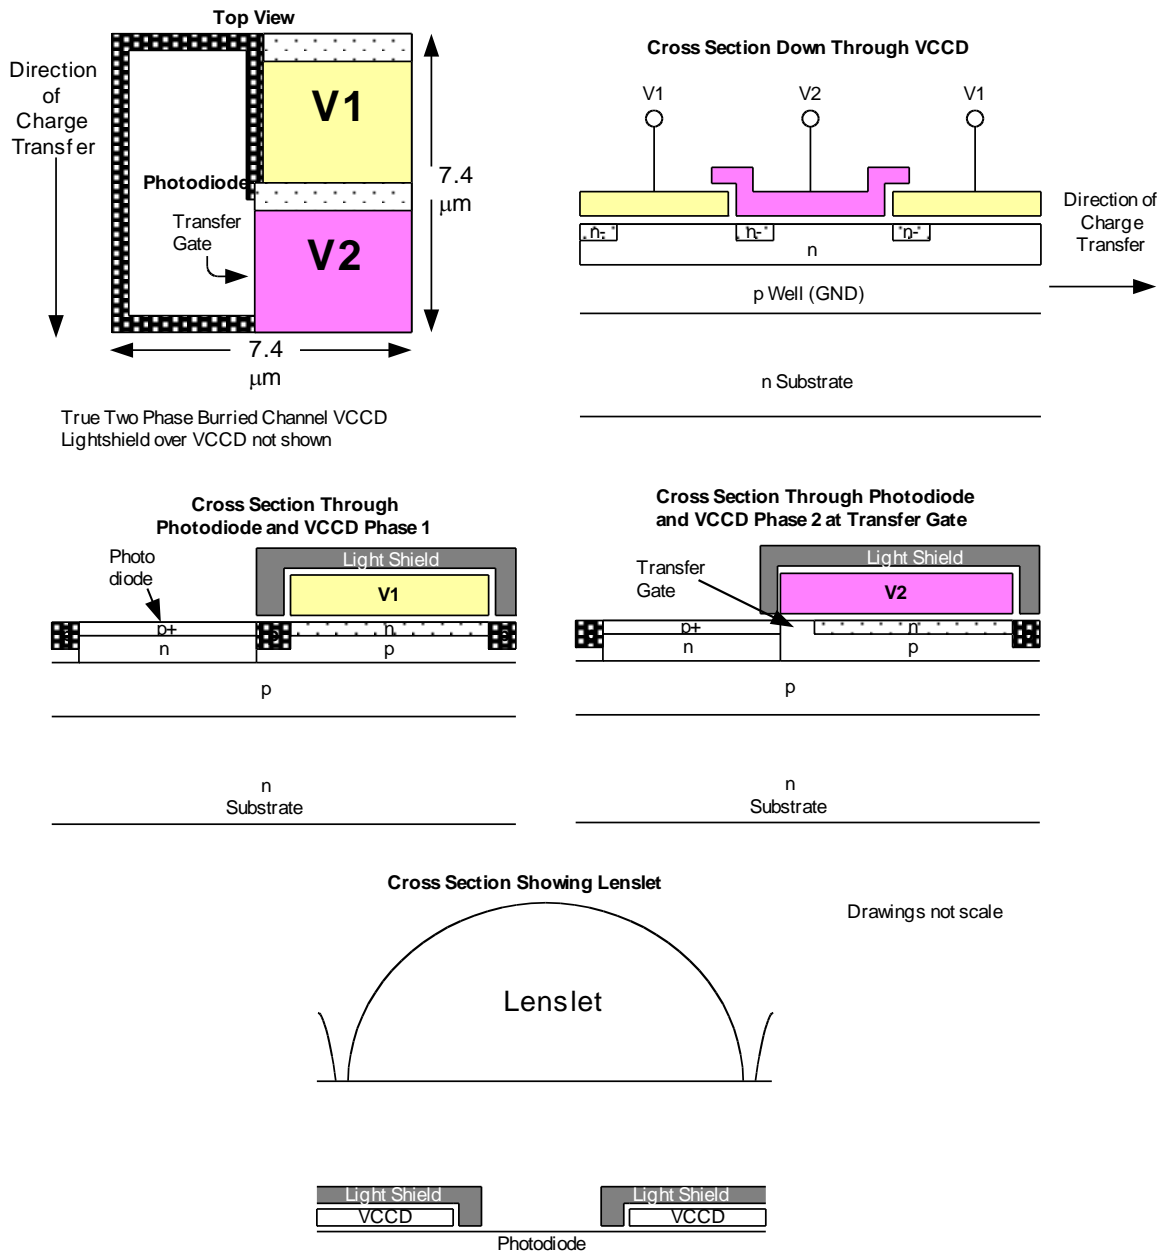 Top View
Direction
of
Charge
Transfer
V1
Photodiode
Transfer
Gate
V2
7.4
μm
7.4
μm
True Two Phase Burried Channel VCCD
Lightshield over VCCD not shown
Cross Section Down Through VCCD
V1
V2
V1
n-
n-
n-
n
p Well (GND)
n Substrate
Direction of
Charge
Transfer
Cross Section Through
Photodiode and VCCD Phase 1
Photo
diode
Light Shield
V1
p+
n
n
p
p
n
Substrate
Cross Section Through Photodiode
and VCCD Phase 2 at Transfer Gate
Transfer
Gate
Light Shield
V2
p+
n
n
p
p
n
Substrate
Cross Section Showing Lenslet
Drawings not scale
Lenslet
Light Shield
VCCD
Light Shield
VCCD
Photodiode